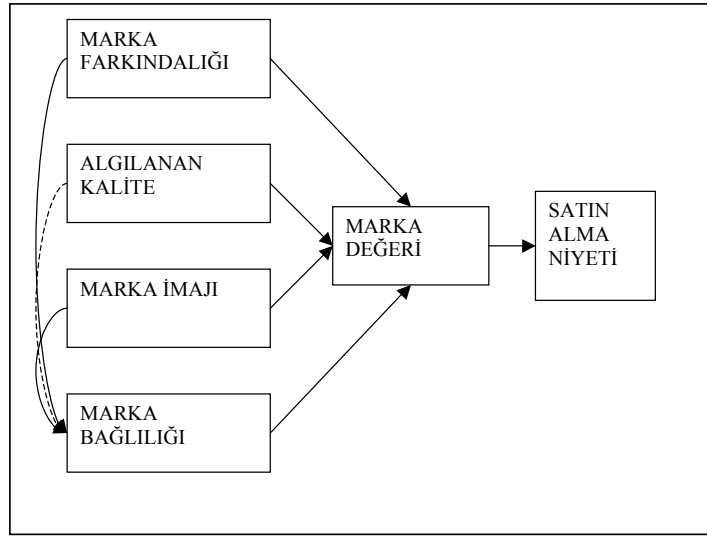 MARKA
FARKINDALIĞI
ALGILANAN
KALİTE
MARKA İMAJI
MARKA
BAĞLILIĞI
MARKA
DEĞERİ
SATIN
ALMA
NİYETİ